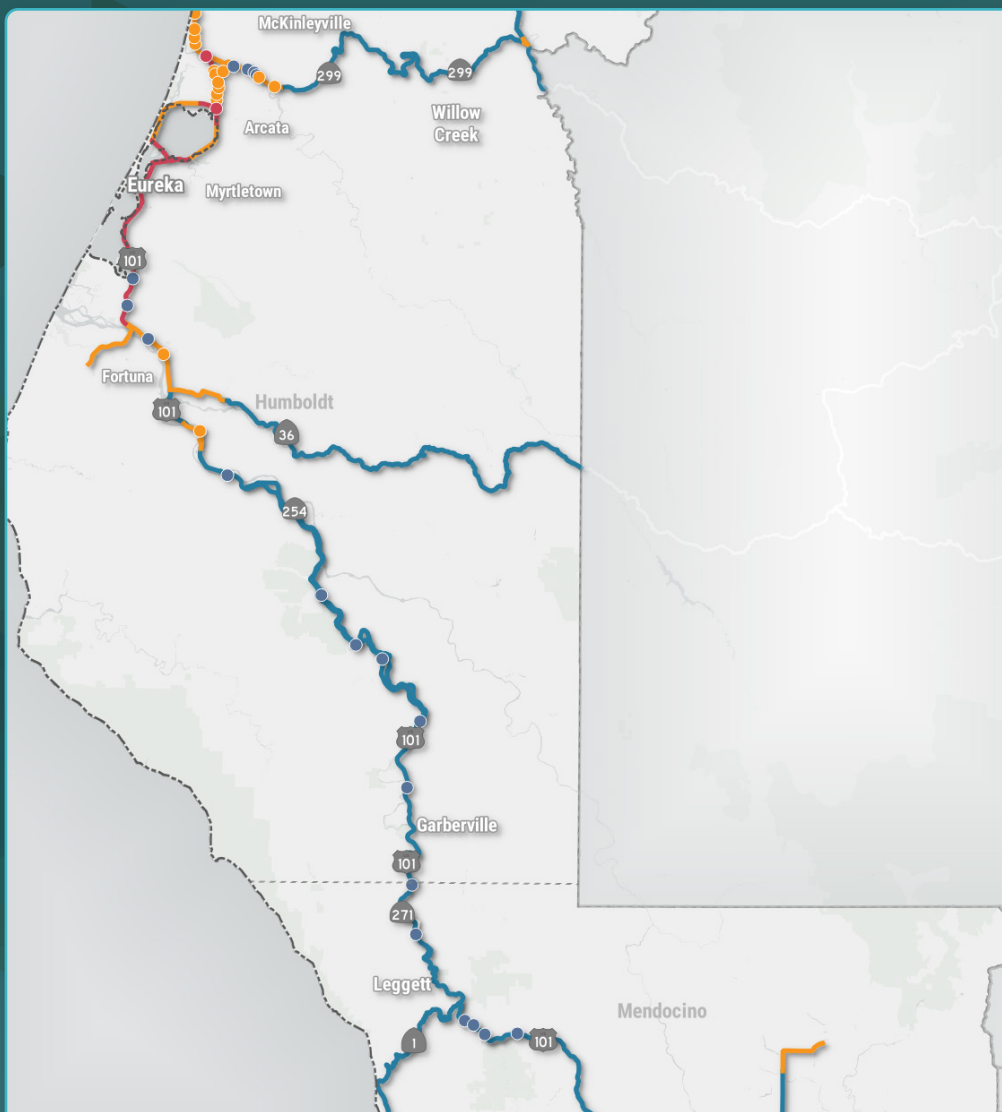 McKinleyville
299
299
Willow
Creek
Arcata
Eureka
Myrtletown
101
Fortuna
101
Humboldt
36
254
101
Garberville
101
271
Leggett
Mendocino
1
101